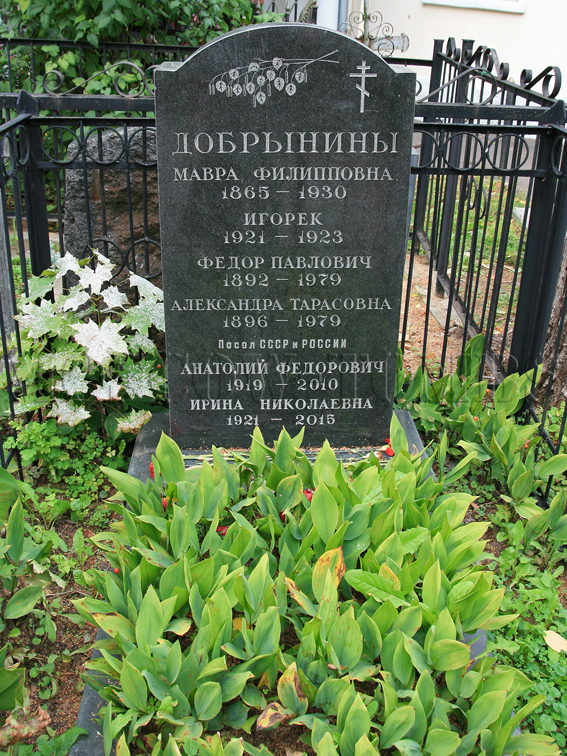 ДОБРЫНИНЫ
МАВРА ФИЛИППОВНА
1865 – 1930
ИГОРЕК
1921 – 1923
ФЕДОР ПАВЛОВИЧ
1892 – 1979
АЛЕКСАНДРА ТАРАСОВНА
1896 – 1979
Посол СССР и РОССИИ
АНАТОЛИЙ ФЕДОРОВИЧ
1919 – 2010
ИРИНА НИКОЛАЕВНА
1921 – 2015